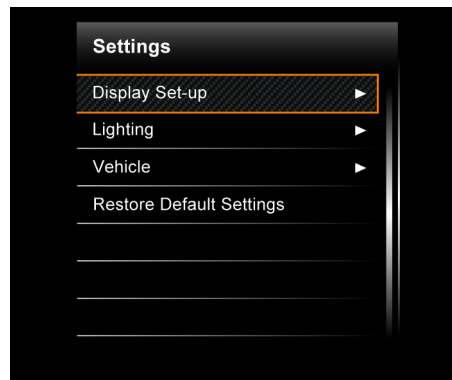 Settings
Display Set-up
Lighting
Vehicle
Restore Default Settings